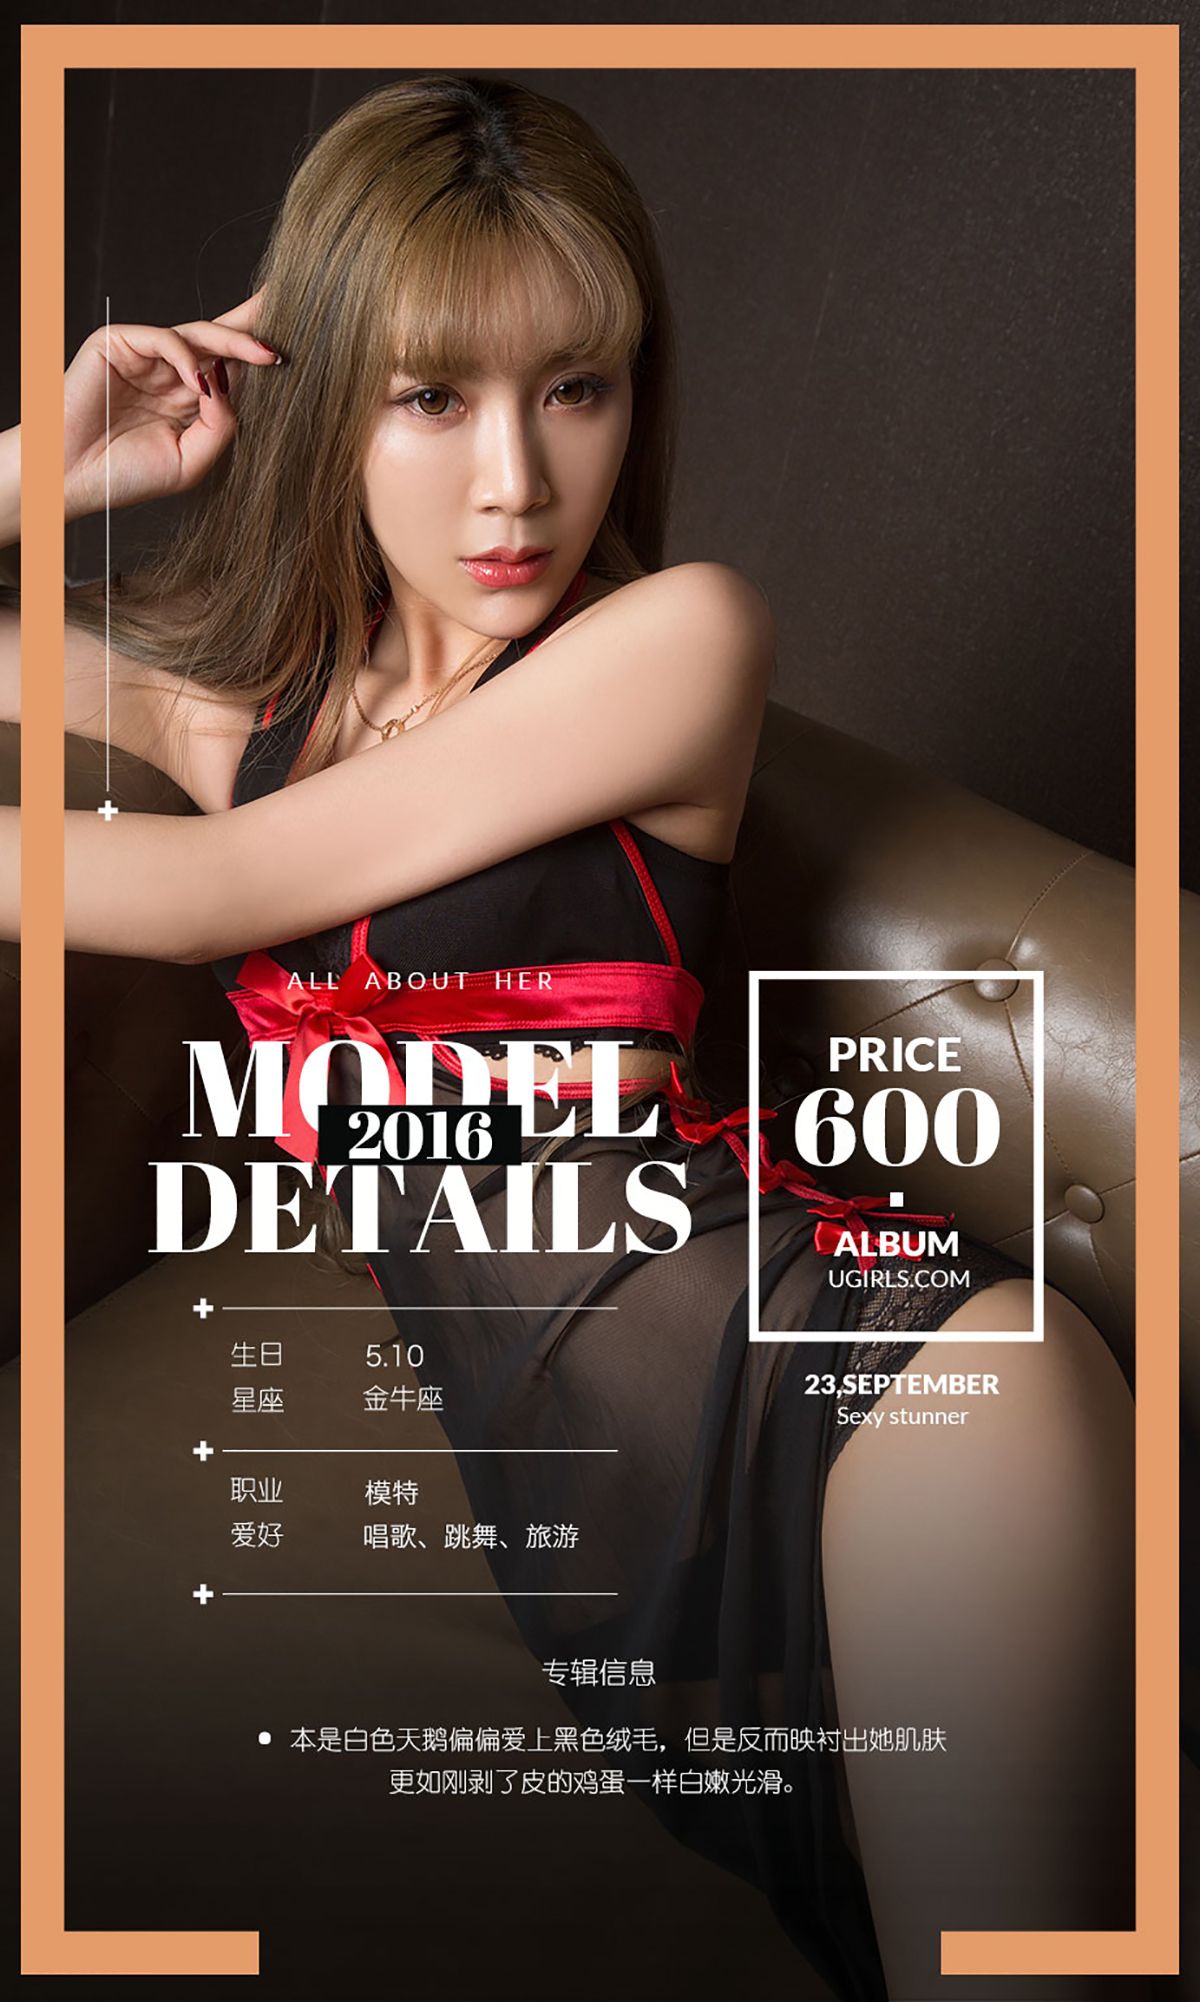 ALL ABOUT HER
MODEL
2016
DETAILS
PRICE
600
ALBUM
UGIRLS.COM
23,SEPTEMBER
Sexy stunner
生日 5.10
星座 金牛座
职业 模特
爱好 唱歌、跳舞、旅游
专辑信息
本是白色天鹅偏偏爱上黑色绒毛，但是反而映衬出她肌肤
更如刚剥了皮的鸡蛋一样白嫩光滑。